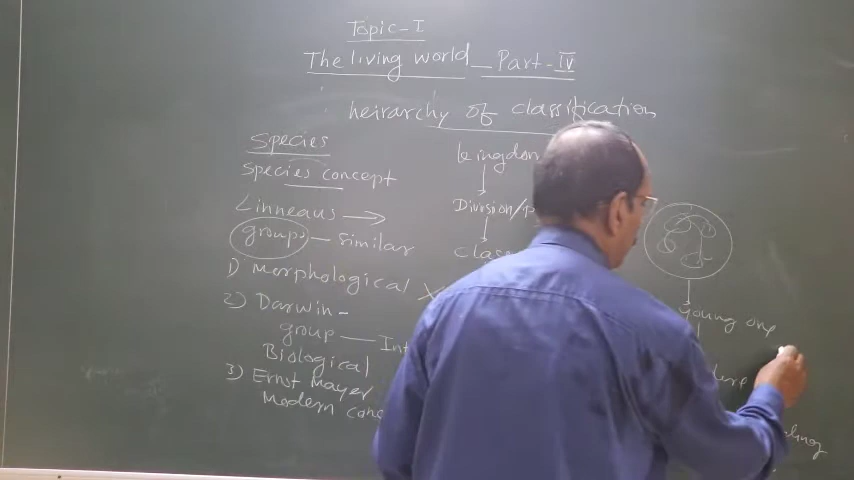 Topic-I
The living world - Part-IV
heirarchy of classification
Species
Species concept
Linneaus →
groups - similar
1) Morphological X
2) Darwin -
group — Int
Biological
3) Ernst Mayer
Modern conc
kingdom
Division/P
class
young one